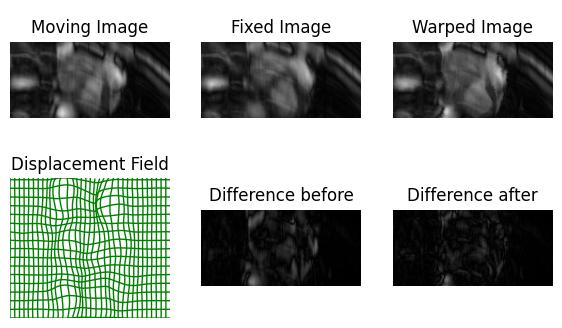 Moving Image
Fixed Image
Warped Image
Displacement Field
Difference before
Difference after